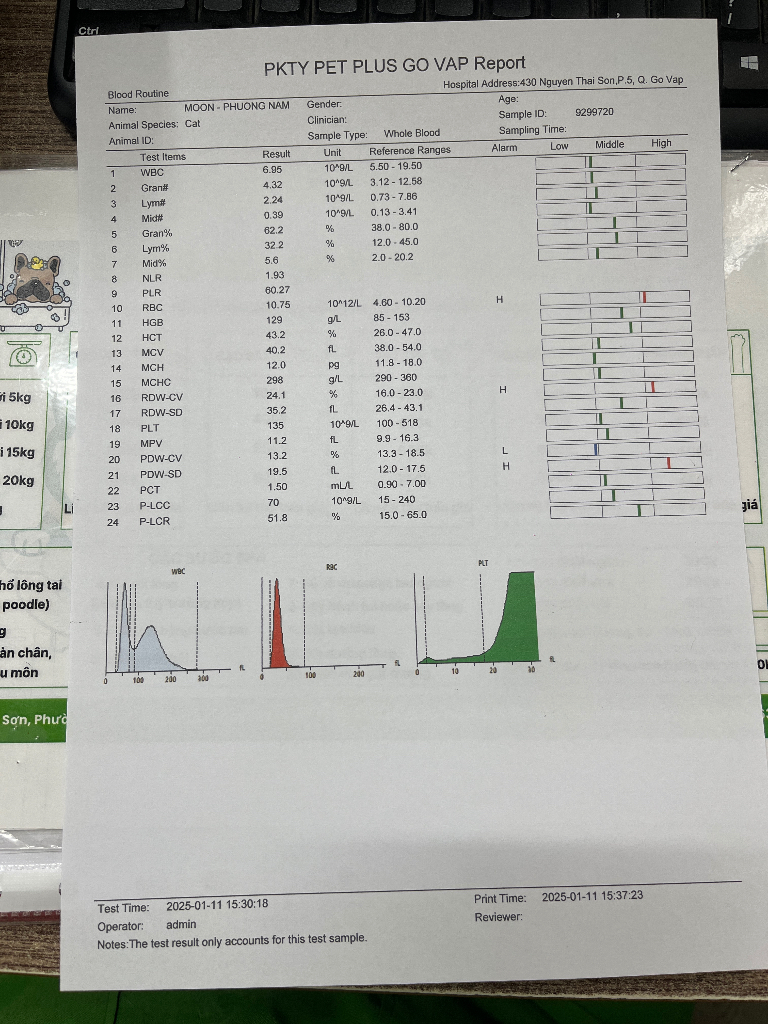 Ctrl
PKTY PET PLUS GO VAP Report
Blood Routine
Hospital Address:430 Nguyen Thai Son,P.5, Q. Go Vap
Name: MOON - PHUONG NAM Gender: Age:
Animal Species: Cat Clinician: Sample ID: 9299720
Animal ID: Sample Type: Whole Blood Sampling Time:
Test Items Result Unit Reference Ranges Alarm Low Middle High
1 WBC 6.95 10^9/L 5.50 - 19.50
2 Gran# 4.32 10^9/L 3.12 - 12.58
3 Lym# 2.24 10^9/L 0.73 - 7.86
4 Mid# 0.39 10^9/L 0.13 - 3.41
5 Gran% 62.2 % 38.0 - 80.0
6 Lym% 32.2 % 12.0 - 45.0
7 Mid% 5.6 % 2.0 - 20.2
8 NLR 1.93
9 PLR 60.27
10 RBC 10.75 10^12/L 4.60 - 10.20 H
11 HGB 129 g/L 85 - 153
12 HCT 43.2 % 26.0 - 47.0
13 MCV 40.2 fL 38.0 - 54.0
14 MCH 12.0 pg 11.8 - 18.0
15 MCHC 298 g/L 290 - 360
16 RDW-CV 24.1 % 16.0 - 23.0 H
17 RDW-SD 35.2 fL 26.4 - 43.1
18 PLT 135 10^9/L 100 - 518
19 MPV 11.2 fL 9.9 - 16.3
20 PDW-CV 13.2 % 13.3 - 18.5 L
21 PDW-SD 19.5 fL 12.0 - 17.5 H
22 PCT 1.50 mL/L 0.90 - 7.00
23 P-LCC 70 10^9/L 15 - 240
24 P-LCR 51.8 % 15.0 - 65.0
WBC RBC PLT
0 100 200 300 fL
0 100 200 fL
0 10 20 30 fL
Test Time: 2025-01-11 15:30:18 Print Time: 2025-01-11 15:37:23
Operator: admin Reviewer:
Notes:The test result only accounts for this test sample.
5kg
10kg
15kg
20kg
hổ lông tai
poodle)
g
àn chân,
u môn
Sơn, Phườ
giá